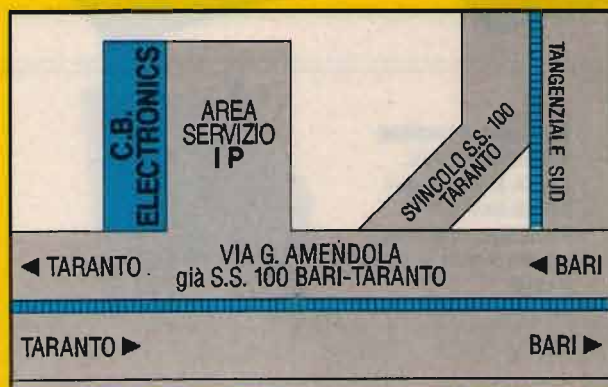 C.B.
ELECTRONICS
AREA
SERVIZIO
IP
SVINCOLO S.S. 100
TARANTO
TANGENZIALE SUD
◄ TARANTO.
VIA G. AMENDOLA
già S.S. 100 BARI-TARANTO
◄ BARI
TARANTO ►
BARI ►